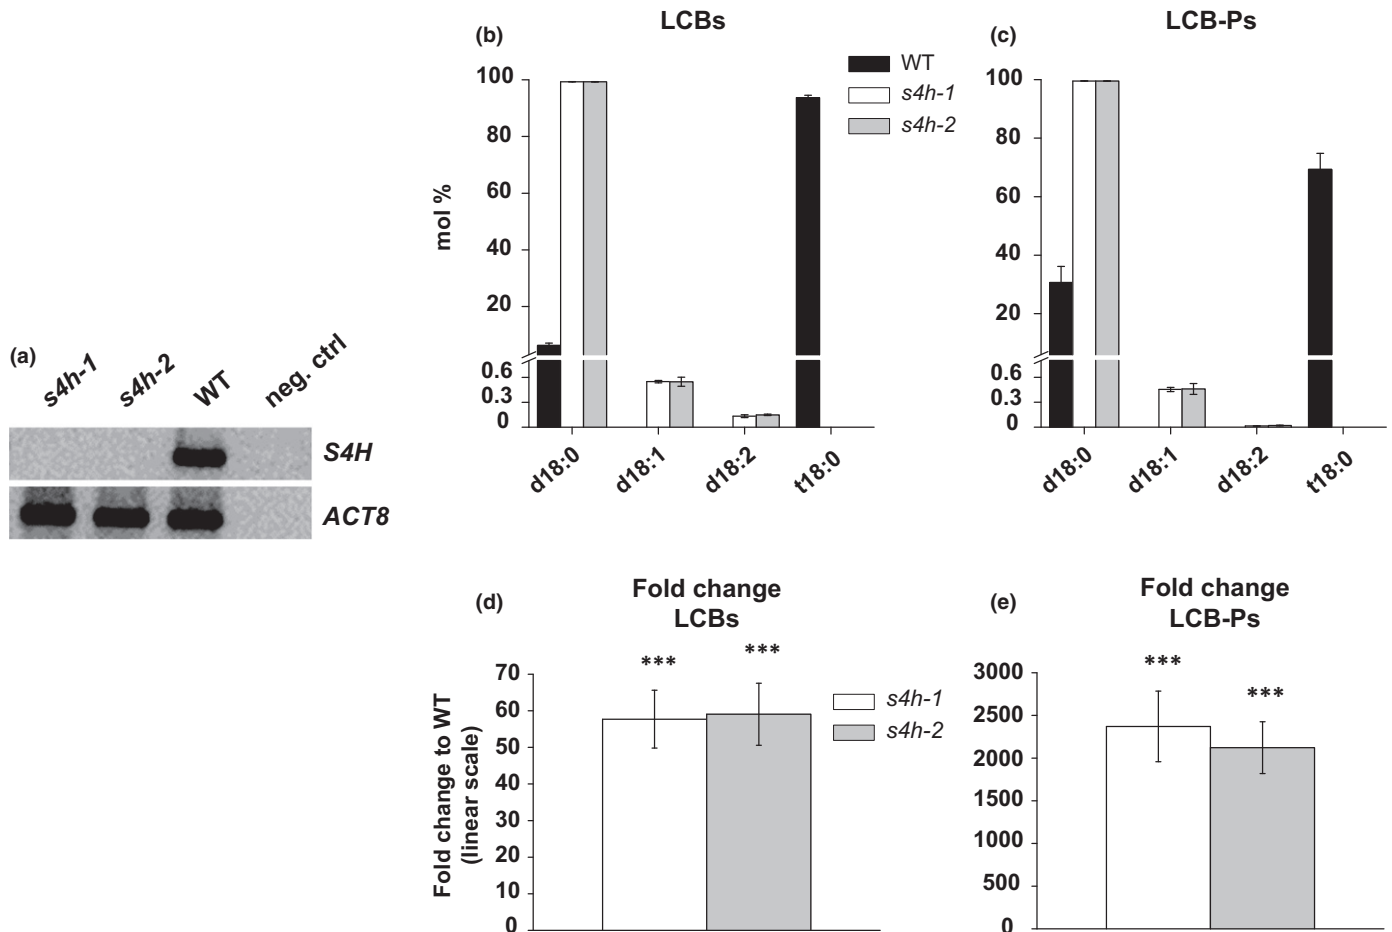 (a)
s4h-1
s4h-2
WT
neg. ctrl
S4H
ACT8
(b)
LCBs
WT
s4h-1
s4h-2
mol %
100
80
60
40
20
0.6
0.3
0
d18:0
d18:1
d18:2
t18:0
(c)
LCB-Ps
100
80
60
40
20
0.6
0.3
0
d18:0
d18:1
d18:2
t18:0
(d)
Fold change
LCBs
*** ***
Fold change to WT
(linear scale)
70
60
50
40
30
20
10
0
s4h-1
s4h-2
(e)
Fold change
LCB-Ps
***
***
3000
2500
2000
1500
1000
500
0